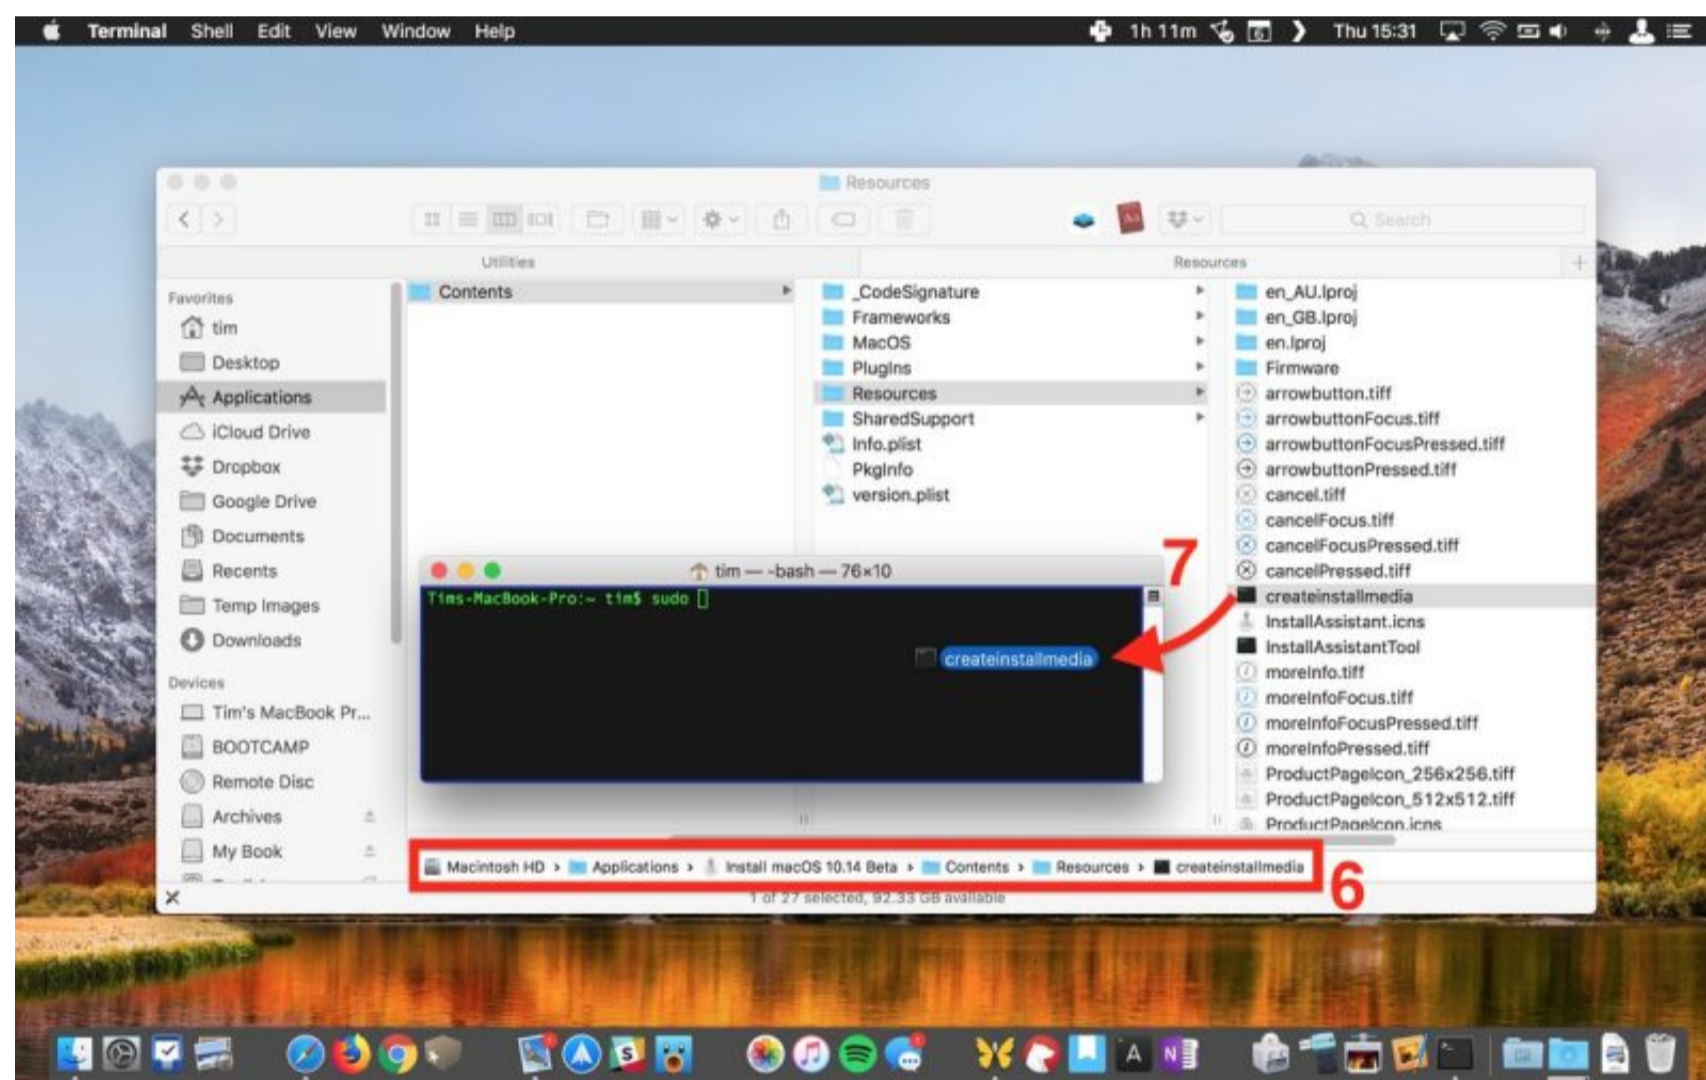 Terminal Shell Edit View Window Help 1h 11m Thu 15:31
Resources
Search
Utilities Resources
Favorites
tim
Desktop
Applications
iCloud Drive
Dropbox
Google Drive
Documents
Recents
Temp Images
Downloads
Devices
Tim's MacBook Pr...
BOOTCAMP
Remote Disc
Archives
My Book
Contents
_CodeSignature
Frameworks
MacOS
PlugIns
Resources
SharedSupport
Info.plist
PkgInfo
version.plist
en_AU.lproj
en_GB.lproj
en.lproj
Firmware
arrowbutton.tiff
arrowbuttonFocus.tiff
arrowbuttonFocusPressed.tiff
arrowbuttonPressed.tiff
cancel.tiff
cancelFocus.tiff
cancelFocusPressed.tiff
cancelPressed.tiff
createinstallmedia
InstallAssistant.icns
InstallAssistantTool
moreInfo.tiff
moreInfoFocus.tiff
moreInfoFocusPressed.tiff
moreInfoPressed.tiff
ProductPageIcon_256x256.tiff
ProductPageIcon_512x512.tiff
ProductPageIcon.icns
7
tim — -bash — 76×10
Tims-MacBook-Pro:~ tim$ sudo
createinstallmedia
Macintosh HD › Applications › Install macOS 10.14 Beta › Contents › Resources › createinstallmedia
6
1 of 27 selected, 92.33 GB available